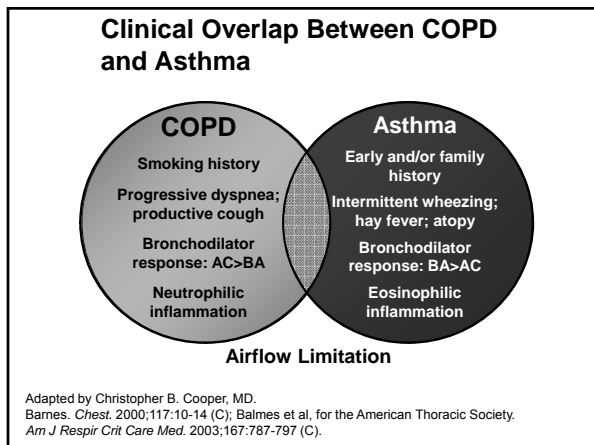 Clinical Overlap Between COPD
and Asthma
COPD
Smoking history
Progressive dyspnea;
productive cough
Bronchodilator
response: AC>BA
Neutrophilic
inflammation
Asthma
Early and/or family
history
Intermittent wheezing;
hay fever; atopy
Bronchodilator
response: BA>AC
Eosinophilic
inflammation
Airflow Limitation
Adapted by Christopher B. Cooper, MD.
Barnes. Chest. 2000;117:10-14 (C); Balmes et al, for the American Thoracic Society.
Am J Respir Crit Care Med. 2003;167:787-797 (C).